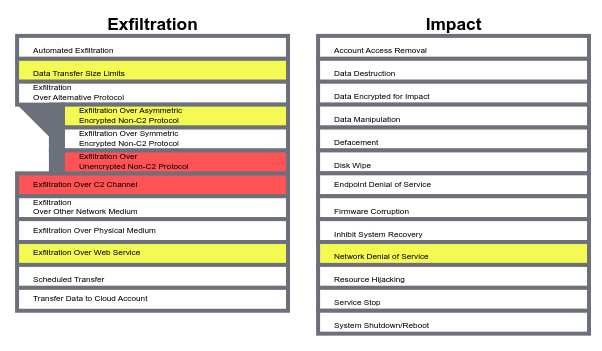 Exfiltration
Automated Exfiltration
Data Transfer Size Limits
Exfiltration
Over Alternative Protocol
Exfiltration Over Asymmetric
Encrypted Non-C2 Protocol
Exfiltration Over Symmetric
Encrypted Non-C2 Protocol
Exfiltration Over
Unencrypted Non-C2 Protocol
Exfiltration Over C2 Channel
Exfiltration
Over Other Network Medium
Exfiltration Over Physical Medium
Exfiltration Over Web Service
Scheduled Transfer
Transfer Data to Cloud Account
Impact
Account Access Removal
Data Destruction
Data Encrypted for Impact
Data Manipulation
Defacement
Disk Wipe
Endpoint Denial of Service
Firmware Corruption
Inhibit System Recovery
Network Denial of Service
Resource Hijacking
Service Stop
System Shutdown/Reboot